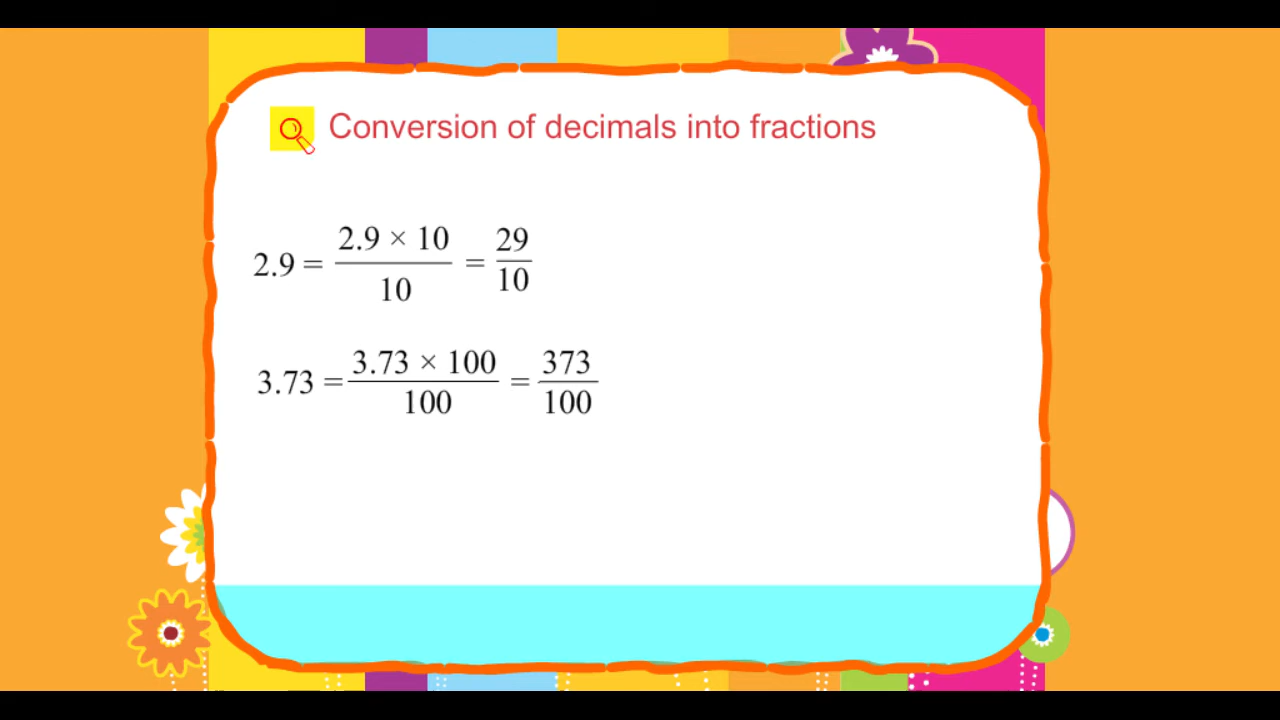 Conversion of decimals into fractions
2.9 = 2.9 × 10 / 10 = 29 / 10
3.73 = 3.73 × 100 / 100 = 373 / 100